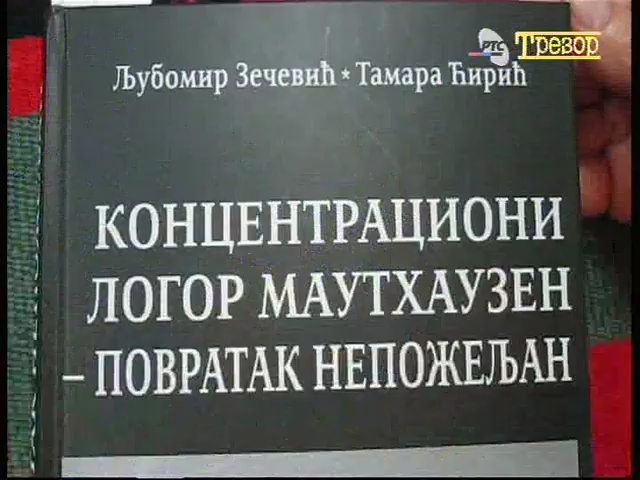 РТС Трезор
Љубомир Зечевић * Тамара Ћирић
КОНЦЕНТРАЦИОНИ
ЛОГОР МАУТХАУЗЕН
– ПОВРАТАК НЕПОЖЕЉАН